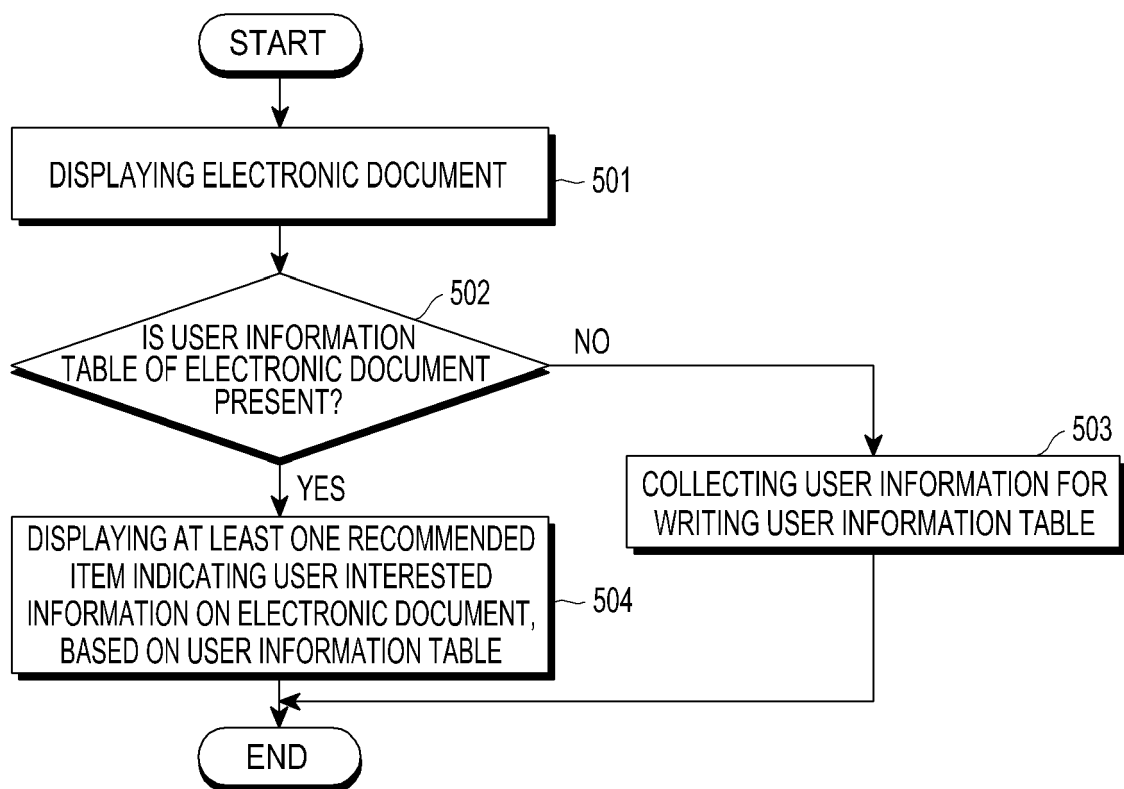 START
DISPLAYING ELECTRONIC DOCUMENT
501
502
IS USER INFORMATION
TABLE OF ELECTRONIC DOCUMENT
PRESENT?
NO
YES
503
COLLECTING USER INFORMATION FOR
WRITING USER INFORMATION TABLE
DISPLAYING AT LEAST ONE RECOMMENDED
ITEM INDICATING USER INTERESTED
INFORMATION ON ELECTRONIC DOCUMENT,
BASED ON USER INFORMATION TABLE
504
END